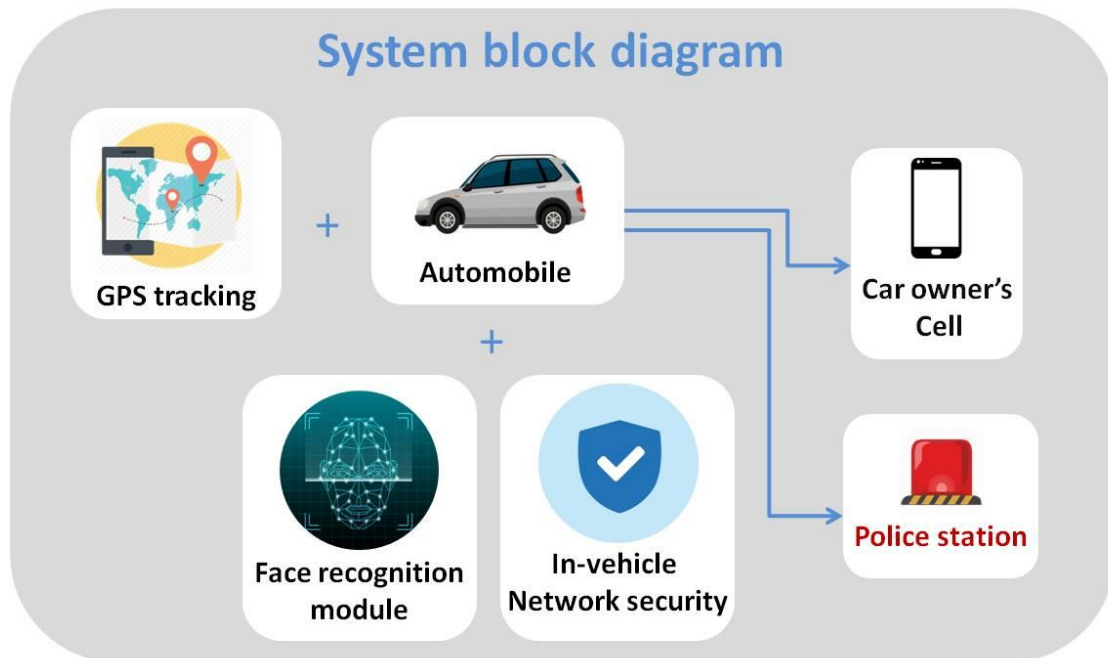 System block diagram
GPS tracking
+
Automobile
+
Car owner’s
Cell
Face recognition
module
In-vehicle
Network security
Police station